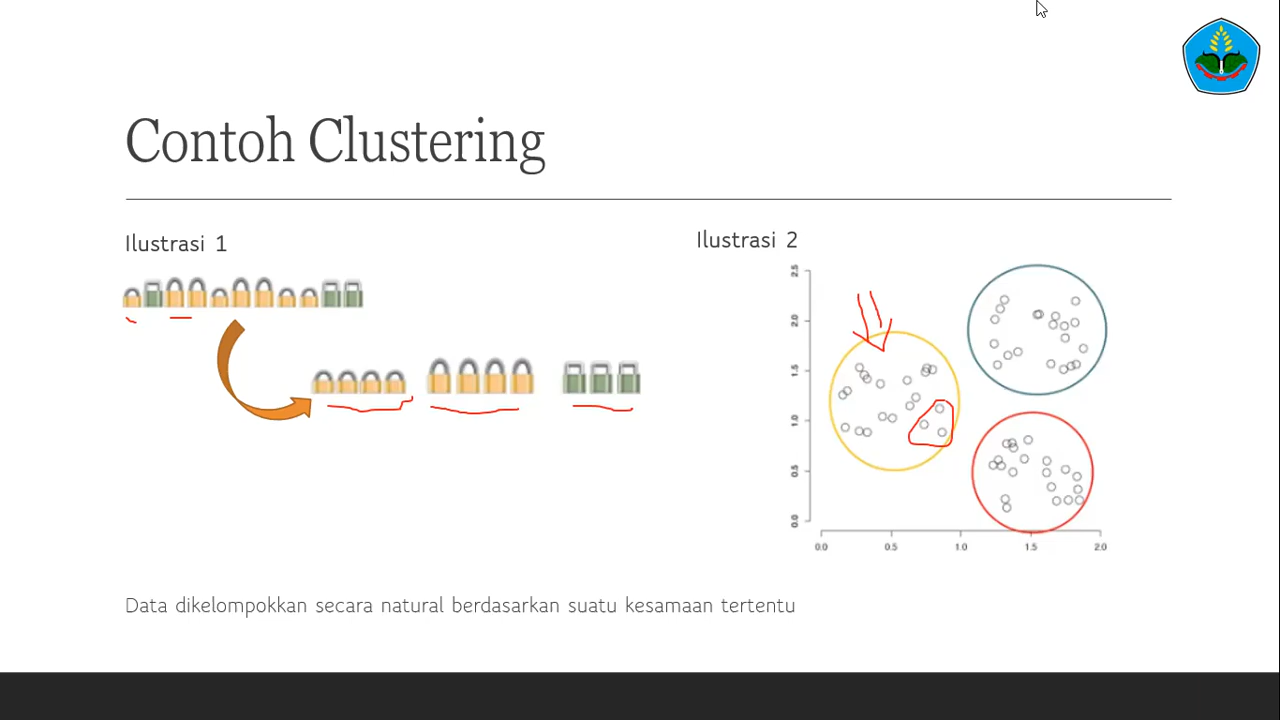 Contoh Clustering
Ilustrasi 1
Ilustrasi 2
2.5
2.0
1.5
1.0
0.5
0.0
0.0 0.5 1.0 1.5 2.0
Data dikelompokkan secara natural berdasarkan suatu kesamaan tertentu